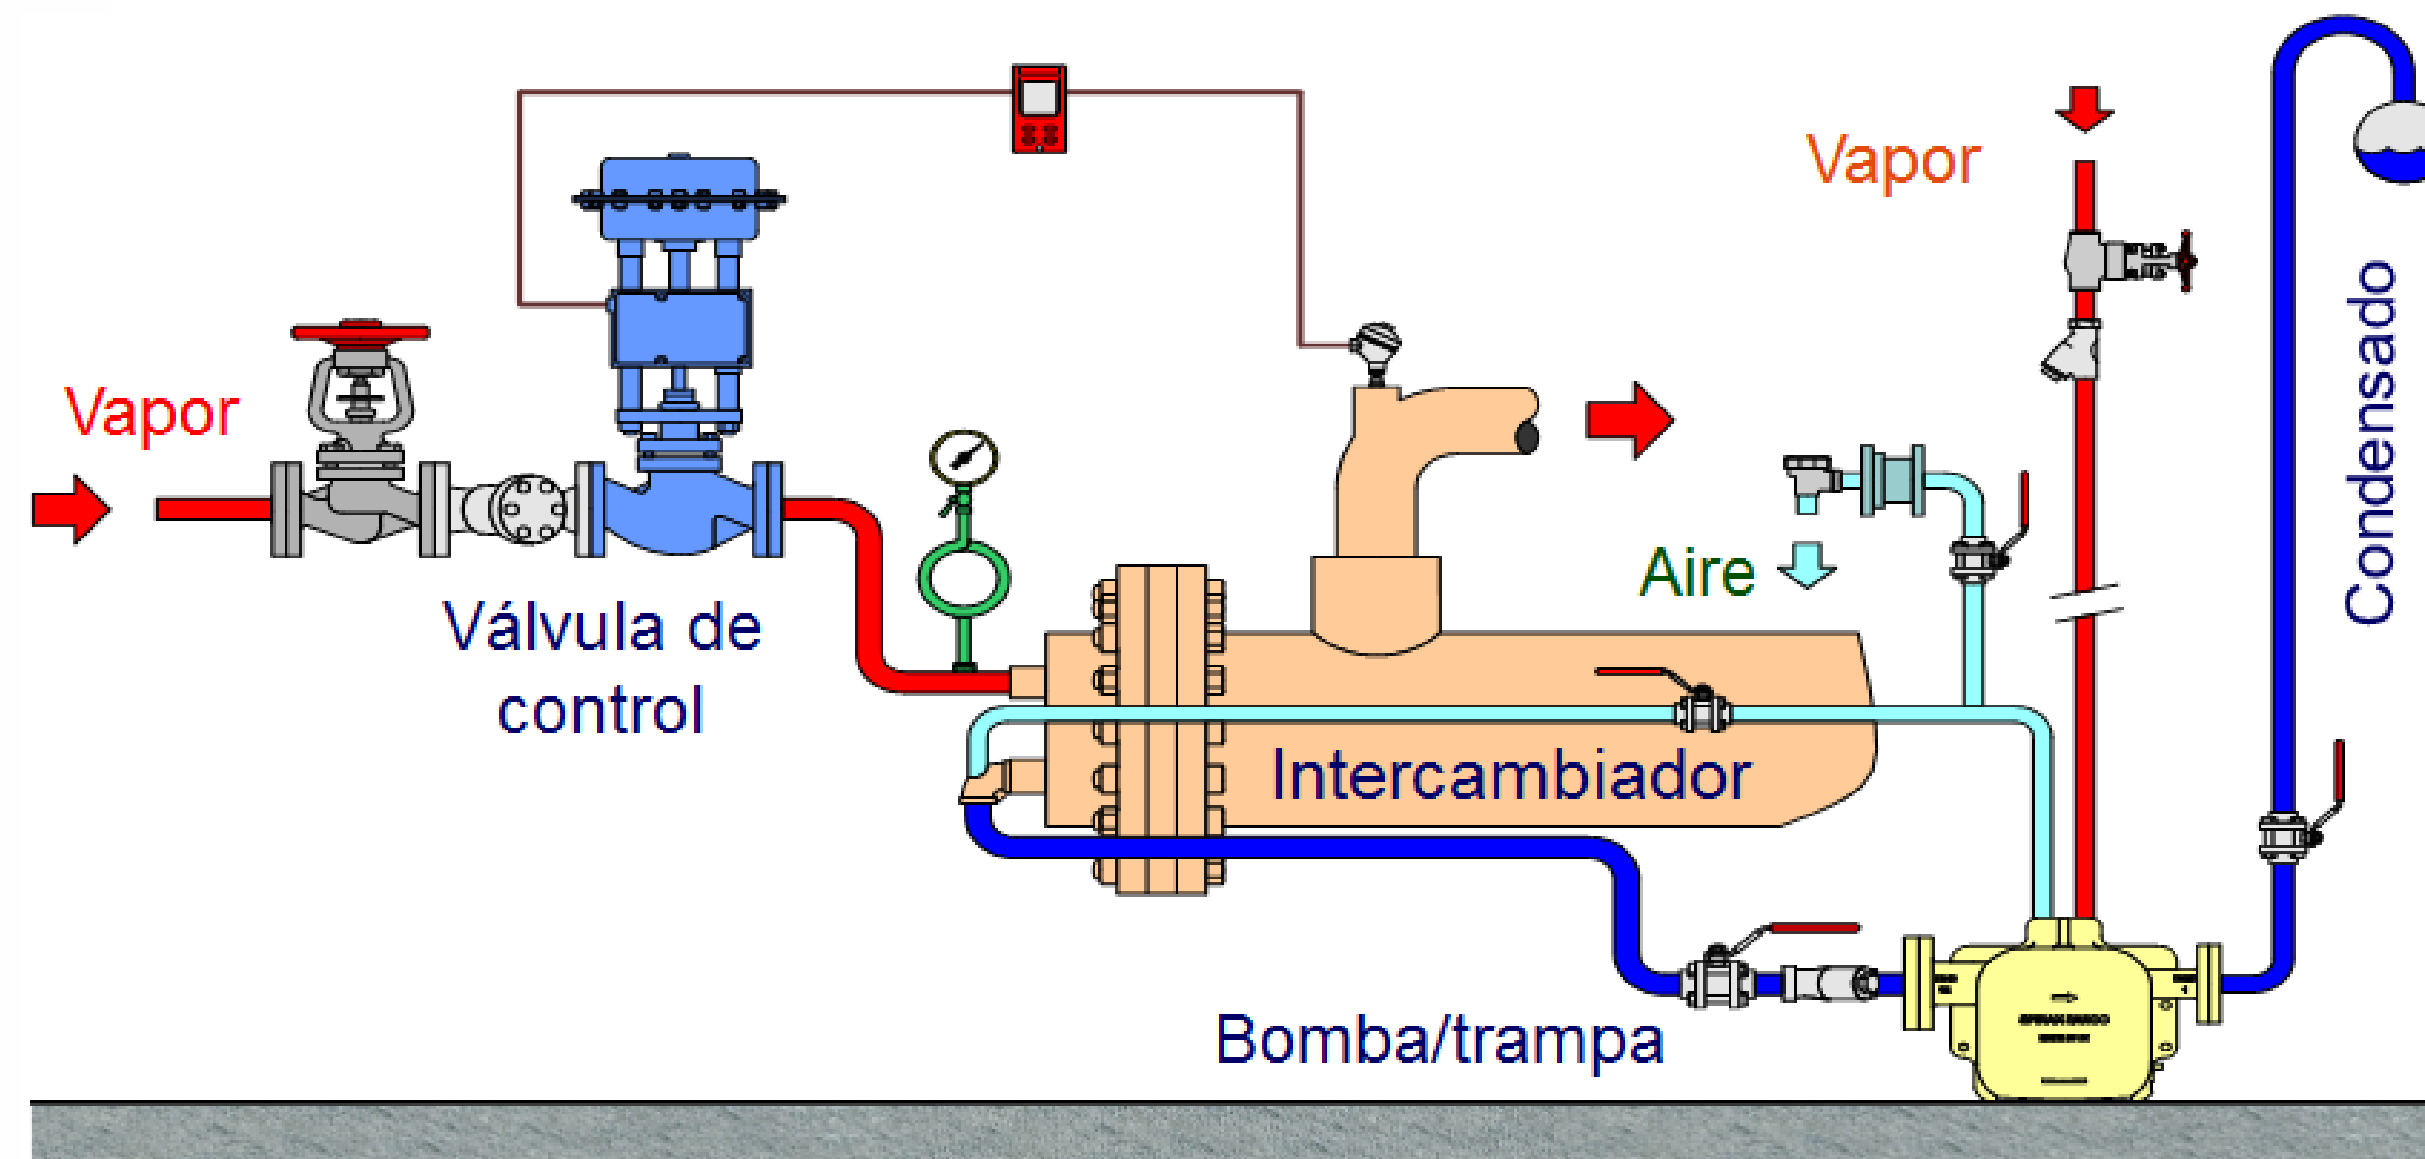 Vapor
Vapor
Válvula de
control
Aire
Condensado
Intercambiador
Bomba/trampa